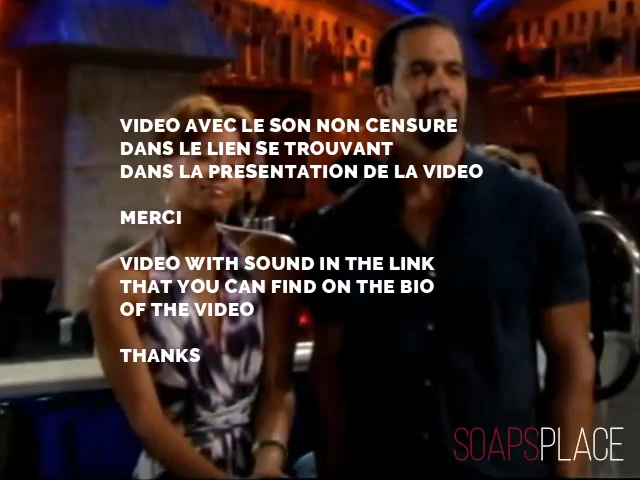 VIDEO AVEC LE SON NON CENSURE
DANS LE LIEN SE TROUVANT
DANS LA PRESENTATION DE LA VIDEO
MERCI
VIDEO WITH SOUND IN THE LINK
THAT YOU CAN FIND ON THE BIO
OF THE VIDEO
THANKS
SOAPSPLACE